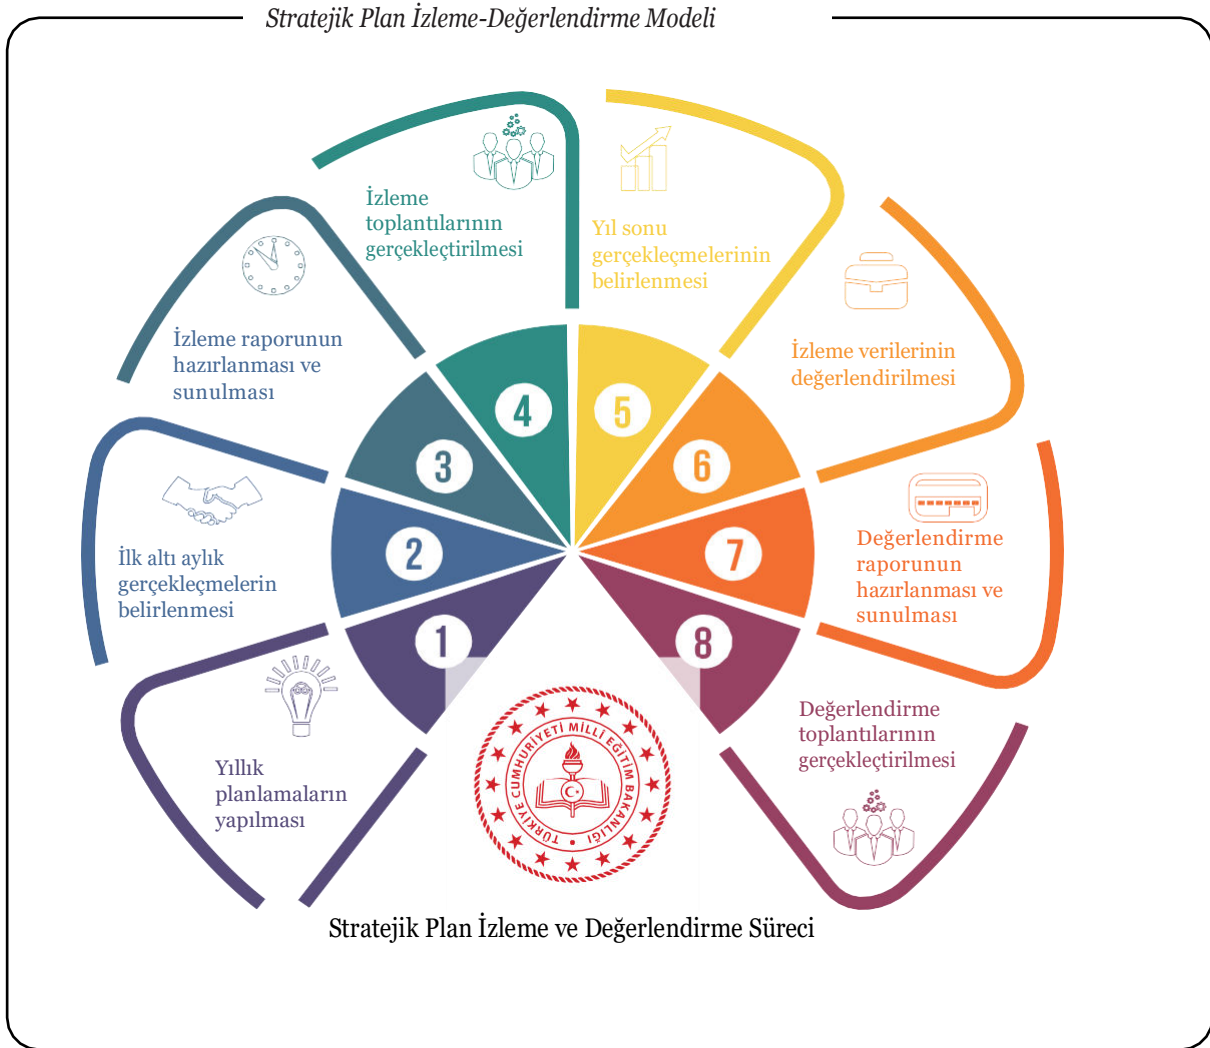 Stratejik Plan İzleme-Değerlendirme Modeli
İzleme
toplantılarının
gerçekleştirilmesi
Yıl sonu
gerçekleçmelerinin
belirlenmesi
İzleme raporunun
hazırlanması ve
sunulması
İzleme verilerinin
değerlendirilmesi
İlk altı aylık
gerçekleçmelerin
belirlenmesi
Değerlendirme
raporunun
hazırlanması ve
sunulması
Yıllık
planlamaların
yapılması
Değerlendirme
toplantılarının
gerçekleçtirilmesi
1
2
3
4
5
6
7
8
TÜRKİYE CUMHURİYETİ MİLLİ EĞİTİM BAKANLIĞI
Stratejik Plan İzleme ve Değerlendirme Süreci